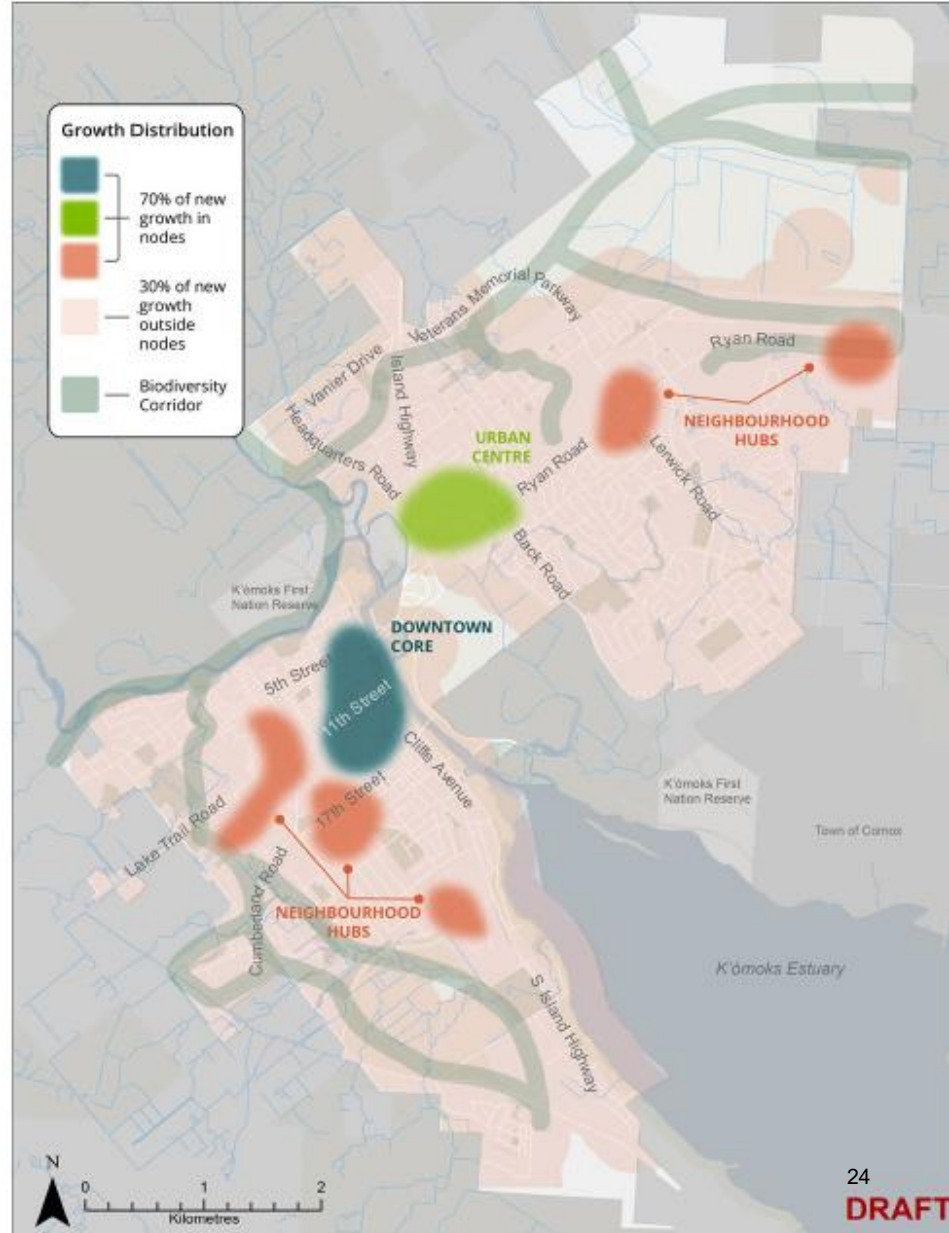 Growth Distribution
70% of new
growth in
nodes
30% of new
growth
outside
nodes
Biodiversity
Corridor
Veterans Memorial Parkway
Vanier Drive
Island Highway
Headquarters Road
Ryan Road
NEIGHBOURHOOD
HUBS
URBAN
CENTRE
Ryan Road
Lerwick Road
Back Road
K'ómoks First
Nation Reserve
DOWNTOWN
CORE
5th Street
11th Street
Cliffe Avenue
17th Street
Lake Trail Road
Cumberland Road
NEIGHBOURHOOD
HUBS
K'ómoks First
Nation Reserve
Town of Comox
K'ómoks Estuary
S Island Highway
N
0 1 2
Kilometres
24
DRAFT